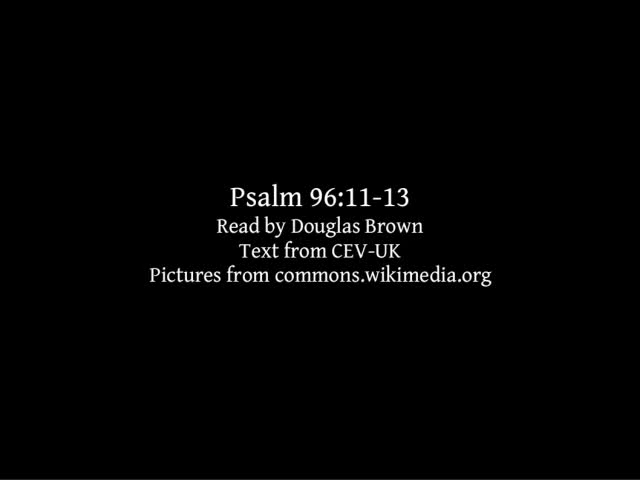 Psalm 96:11-13
Read by Douglas Brown
Text from CEV-UK
Pictures from commons.wikimedia.org